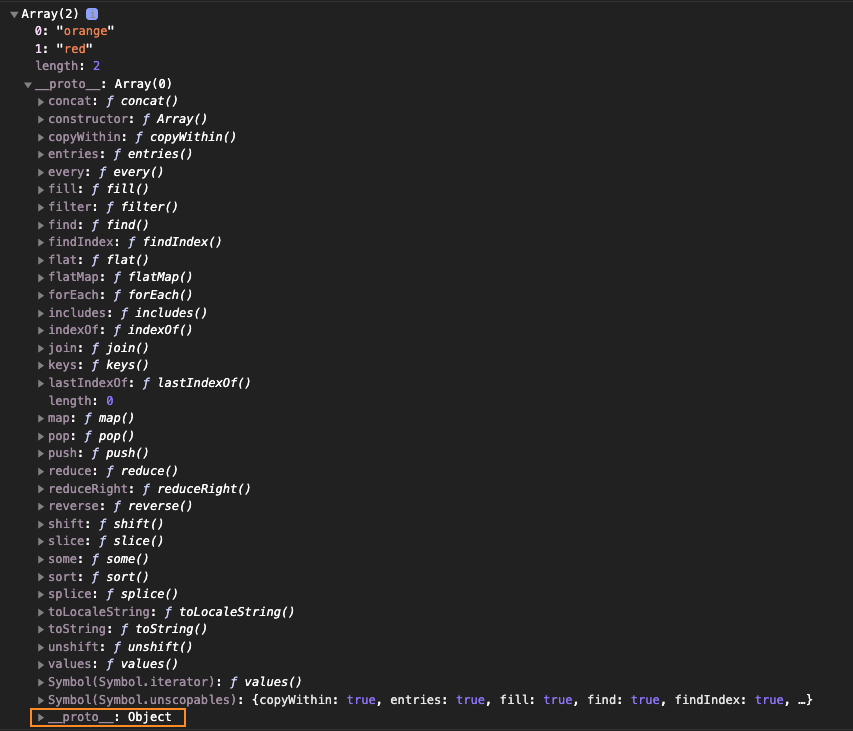 Array(2) i
0: "orange"
1: "red"
length: 2
__proto__: Array(0)
concat: ƒ concat()
constructor: ƒ Array()
copyWithin: ƒ copyWithin()
entries: ƒ entries()
every: ƒ every()
fill: ƒ fill()
filter: ƒ filter()
find: ƒ find()
findIndex: ƒ findIndex()
flat: ƒ flat()
flatMap: ƒ flatMap()
forEach: ƒ forEach()
includes: ƒ includes()
indexOf: ƒ indexOf()
join: ƒ join()
keys: ƒ keys()
lastIndexOf: ƒ lastIndexOf()
length: 0
map: ƒ map()
pop: ƒ pop()
push: ƒ push()
reduce: ƒ reduce()
reduceRight: ƒ reduceRight()
reverse: ƒ reverse()
shift: ƒ shift()
slice: ƒ slice()
some: ƒ some()
sort: ƒ sort()
splice: ƒ splice()
toLocaleString: ƒ toLocaleString()
toString: ƒ toString()
unshift: ƒ unshift()
values: ƒ values()
Symbol(Symbol.iterator): ƒ values()
Symbol(Symbol.unscopables): {copyWithin: true, entries: true, fill: true, find: true, findIndex: true, …}
__proto__: Object